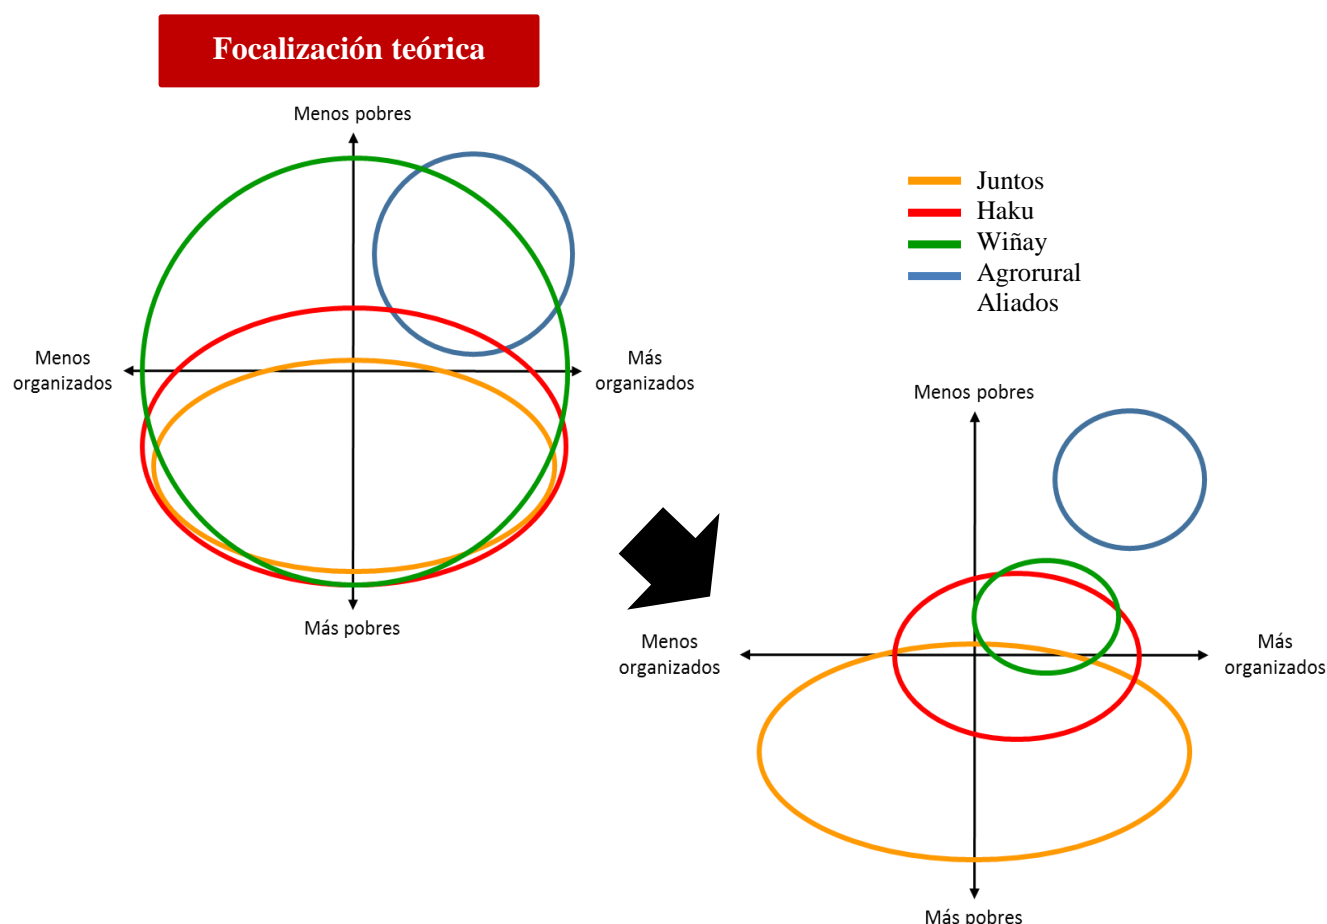 Focalización teórica
Menos pobres
Menos
organizados
Más
organizados
Más pobres
Juntos
Haku
Wiñay
Agrorural
Aliados
Menos pobres
Menos
organizados
Más
organizados
Más pobres